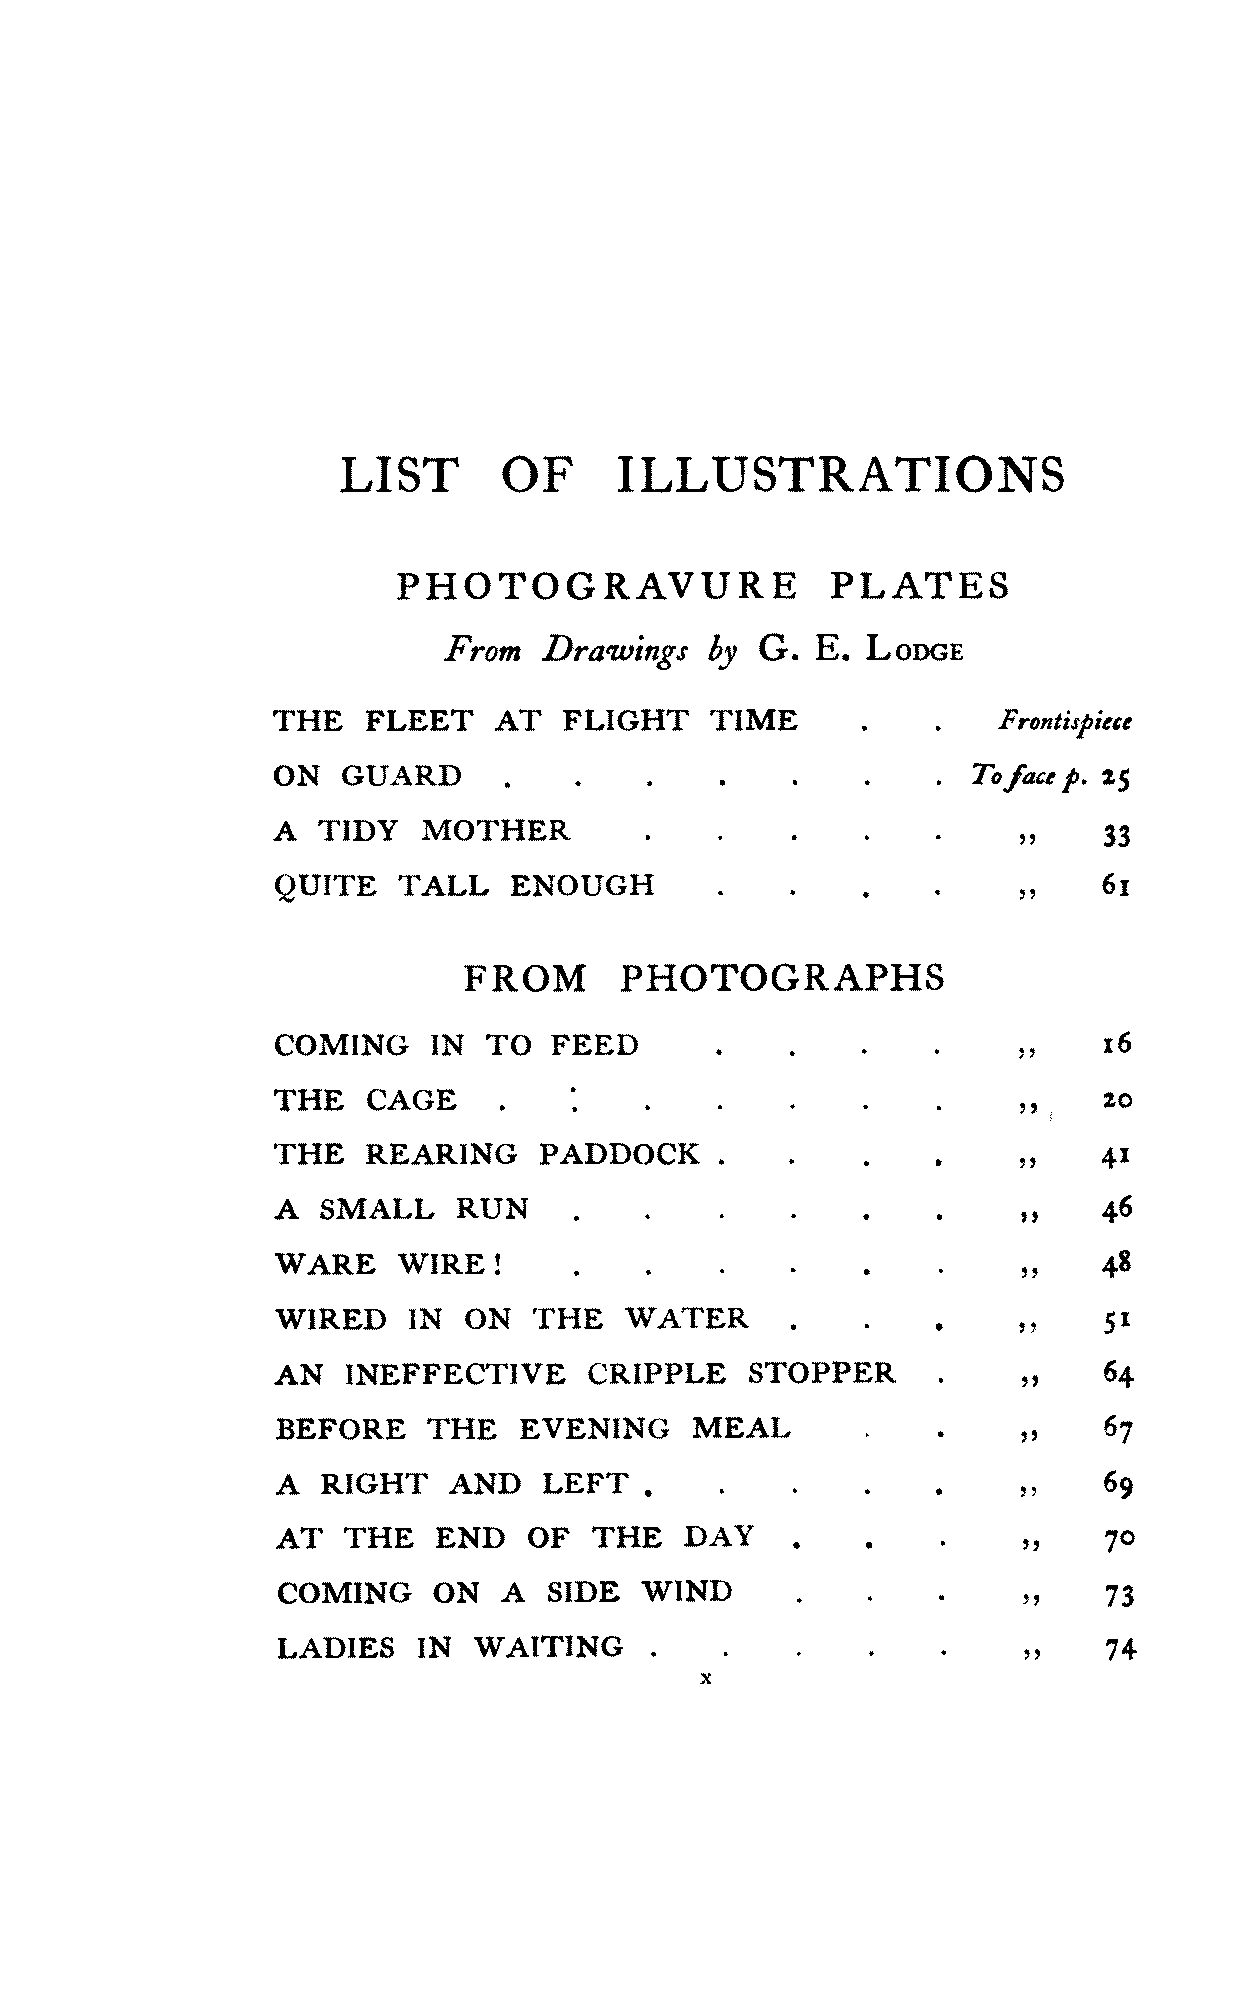 LIST OF ILLUSTRATIONS
PHOTOGRAVURE PLATES
From Drawings by G. E. LODGE
THE FLEET AT FLIGHT TIME . . Frontispiece
ON GUARD . . . . . . . To face p. 25
A TIDY MOTHER . . . . . ,, 33
QUITE TALL ENOUGH . . . . ,, 61
FROM PHOTOGRAPHS
COMING IN TO FEED . . . . ,, 16
THE CAGE . . . . . . . ,, 20
THE REARING PADDOCK . . . . ,, 41
A SMALL RUN . . . . . . ,, 46
WARE WIRE! . . . . . . ,, 48
WIRED IN ON THE WATER . . . ,, 51
AN INEFFECTIVE CRIPPLE STOPPER . ,, 64
BEFORE THE EVENING MEAL . . ,, 67
A RIGHT AND LEFT . . . . . ,, 69
AT THE END OF THE DAY . . . ,, 70
COMING ON A SIDE WIND . . . ,, 73
LADIES IN WAITING . . . . . ,, 74
x